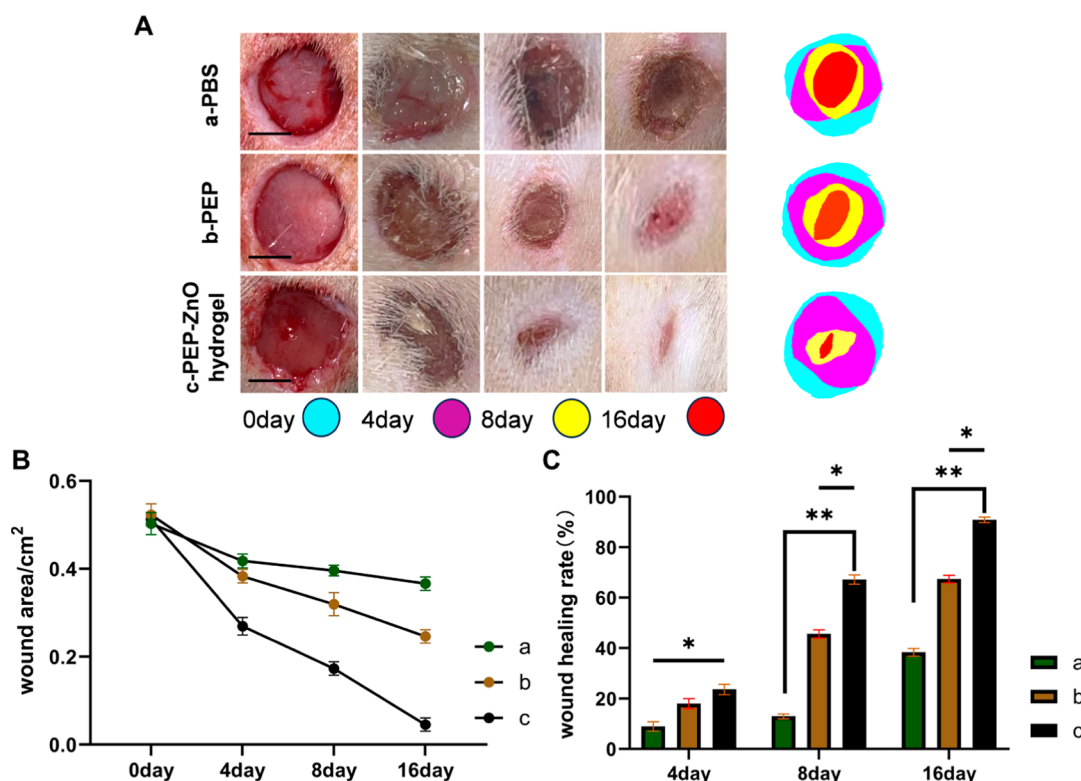 A
a-PBS
b-PEP
c-PEP-ZnO
hydrogel
0day 4day 8day 16day
B
wound area/cm²
0.6
0.4
0.2
0.0
0day 4day 8day 16day
a
b
c
C
wound healing rate(%)
100
80
60
40
20
0
*
*
**
*
**
4day 8day 16day
a
b
c